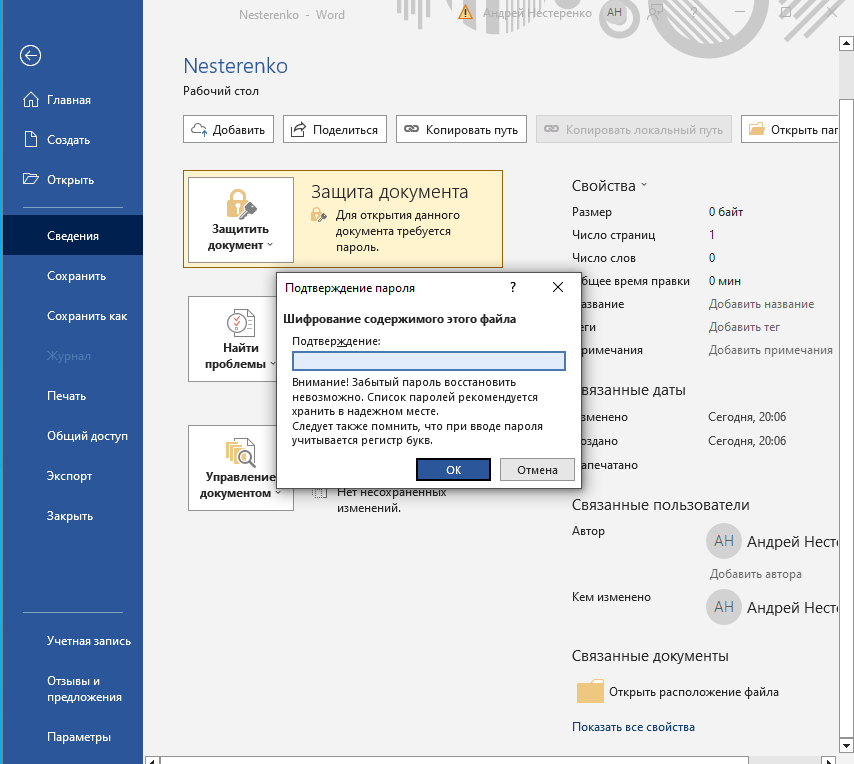 Nesterenko - Word
Андрей Нестеренко
АН
?
Главная
Создать
Открыть
Сведения
Сохранить
Сохранить как
Журнал
Печать
Общий доступ
Экспорт
Закрыть
Учетная запись
Отзывы и
предложения
Параметры
Nesterenko
Рабочий стол
Добавить
Поделиться
Копировать путь
Копировать локальный путь
Открыть пап
Защитить
документ
Защита документа
Для открытия данного
документа требуется
пароль.
Найти
проблемы
Управление
документом
Нет несохраненных
изменений.
Подтверждение пароля
?
Шифрование содержимого этого файла
Подтверждение:
Внимание! Забытый пароль восстановить
невозможно. Список паролей рекомендуется
хранить в надежном месте.
Следует также помнить, что при вводе пароля
учитывается регистр букв.
ОК
Отмена
Свойства
Размер 0 байт
Число страниц 1
Число слов 0
бщее время правки 0 мин
азвание Добавить название
еги Добавить тег
римечания Добавить примечания
вязанные даты
зменено Сегодня, 20:06
оздано Сегодня, 20:06
апечатано
Связанные пользователи
Автор
АН Андрей Несте
Добавить автора
Кем изменено
АН Андрей Несте
Связанные документы
Открыть расположение файла
Показать все свойства